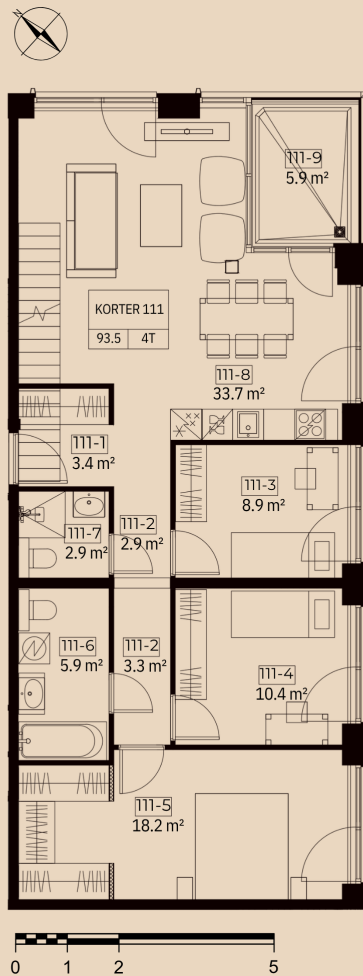 N
111-9
5.9 m²
KORTER 111
93.5 4T
111-8
33.7 m²
111-1
3.4 m²
111-3
8.9 m²
111-7
2.9 m²
111-2
2.9 m²
111-6
5.9 m²
111-2
3.3 m²
111-4
10.4 m²
111-5
18.2 m²
0 1 2 5